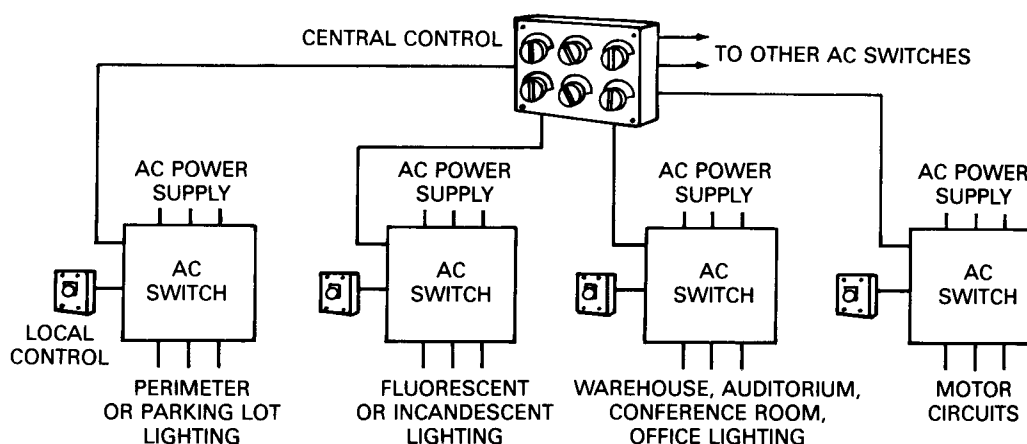 CENTRAL CONTROL
TO OTHER AC SWITCHES
AC POWER
SUPPLY
AC POWER
SUPPLY
AC POWER
SUPPLY
AC POWER
SUPPLY
AC
SWITCH
AC
SWITCH
AC
SWITCH
AC
SWITCH
LOCAL
CONTROL
PERIMETER
OR PARKING LOT
LIGHTING
FLUORESCENT
OR INCANDESCENT
LIGHTING
WAREHOUSE, AUDITORIUM,
CONFERENCE ROOM,
OFFICE LIGHTING
MOTOR
CIRCUITS